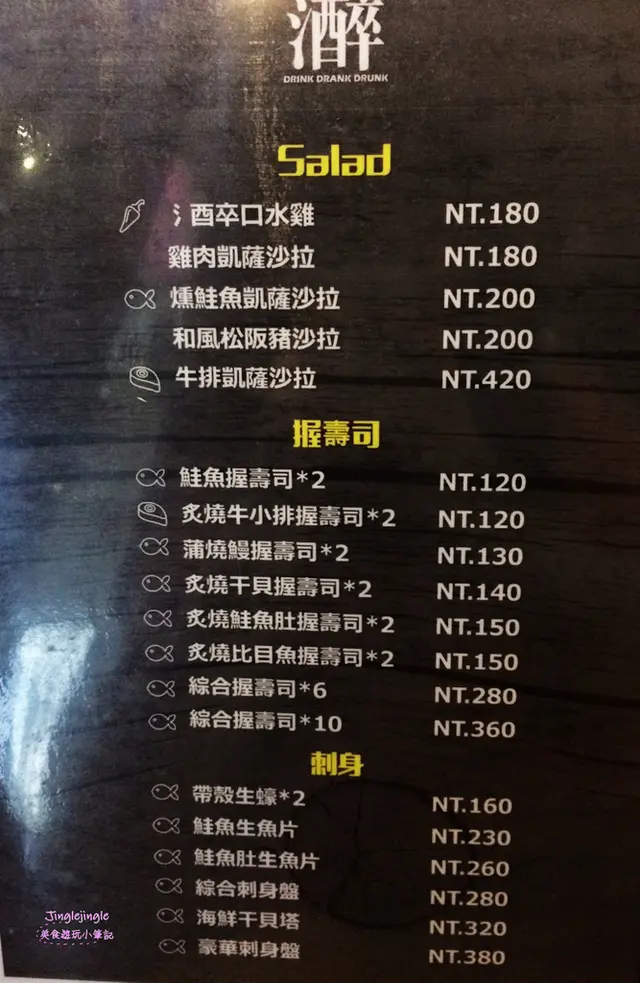 酒醉
DRINK DRANK DRUNK
Salad
氵酉卒口水雞 NT.180
雞肉凱薩沙拉 NT.180
燻鮭魚凱薩沙拉 NT.200
和風松阪豬沙拉 NT.200
牛排凱薩沙拉 NT.420
握壽司
鮭魚握壽司*2 NT.120
炙燒牛小排握壽司*2 NT.120
蒲燒鰻握壽司*2 NT.130
炙燒干貝握壽司*2 NT.140
炙燒鮭魚肚握壽司*2 NT.150
炙燒比目魚握壽司*2 NT.150
綜合握壽司*6 NT.280
綜合握壽司*10 NT.360
刺身
帶殼生蠔*2 NT.160
鮭魚生魚片 NT.230
鮭魚肚生魚片 NT.260
綜合刺身盤 NT.280
海鮮干貝塔 NT.320
豪華刺身盤 NT.380
Jinglejingle
美食遊玩小筆記